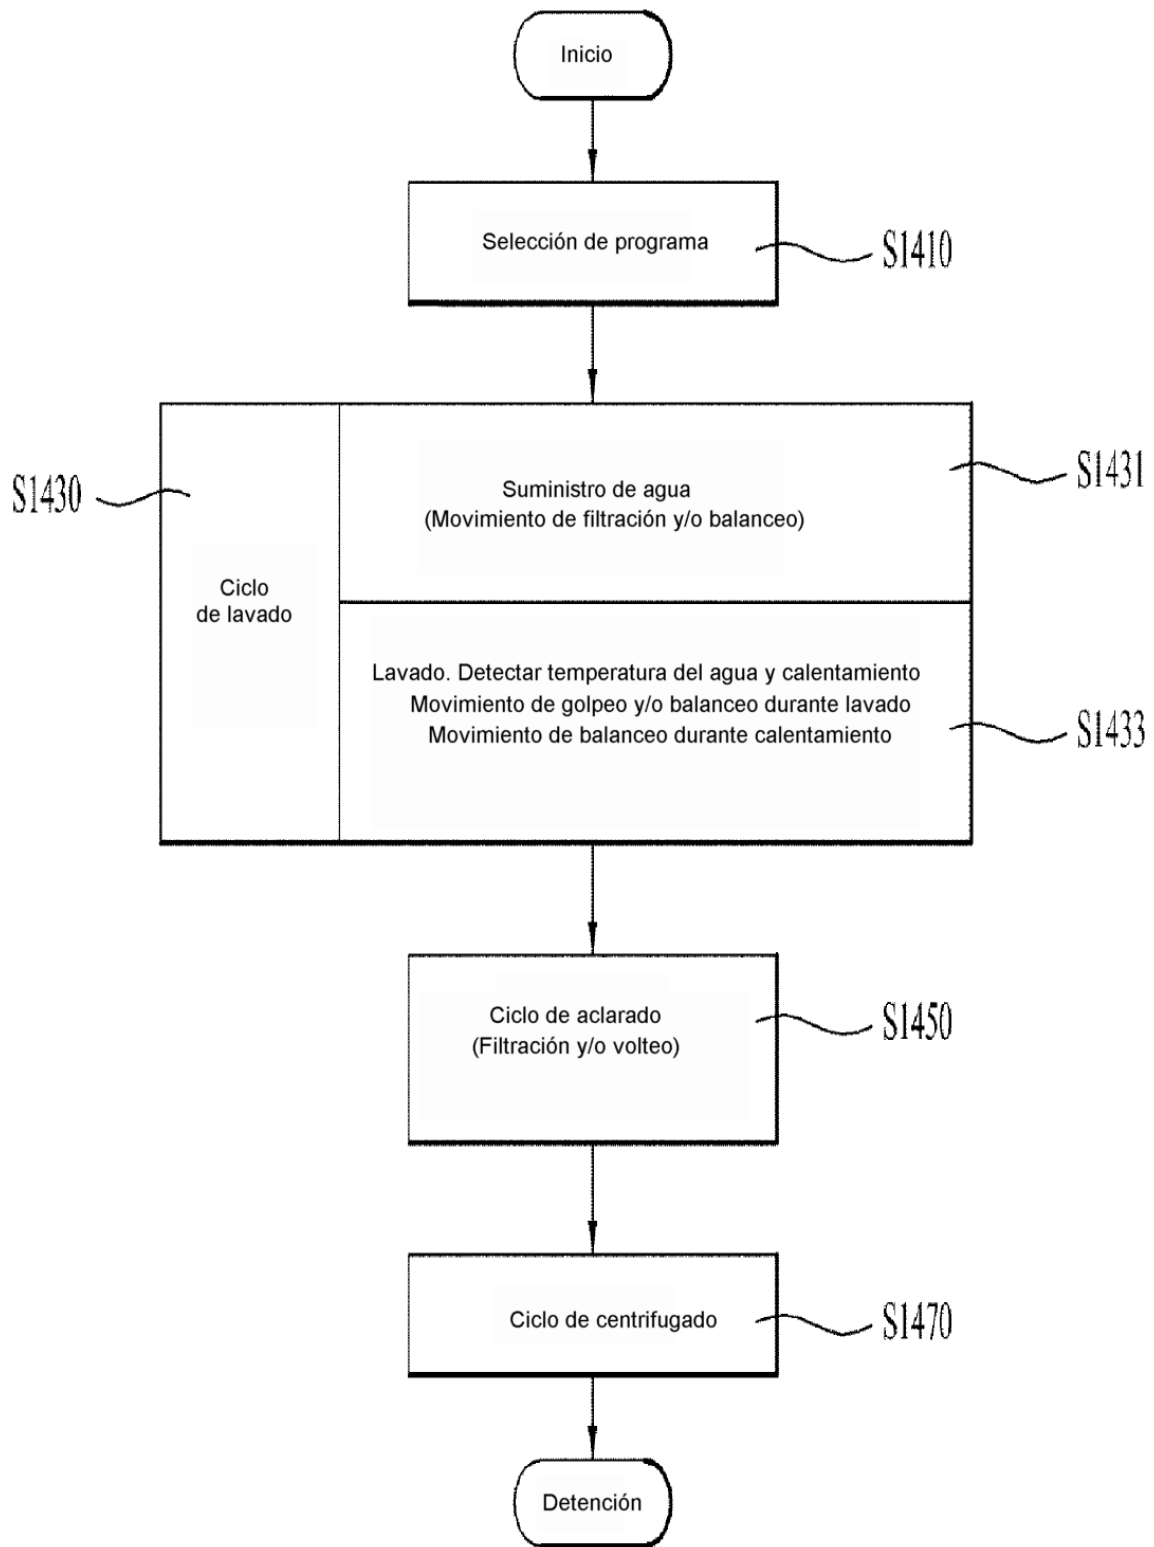 Inicio
Selección de programa
S1410
S1430
Ciclo
de lavado
Suministro de agua
(Movimiento de filtración y/o balanceo)
S1431
Lavado. Detectar temperatura del agua y calentamiento
Movimiento de golpeo y/o balanceo durante lavado
Movimiento de balanceo durante calentamiento
S1433
Ciclo de aclarado
(Filtración y/o volteo)
S1450
Ciclo de centrifugado
S1470
Detención